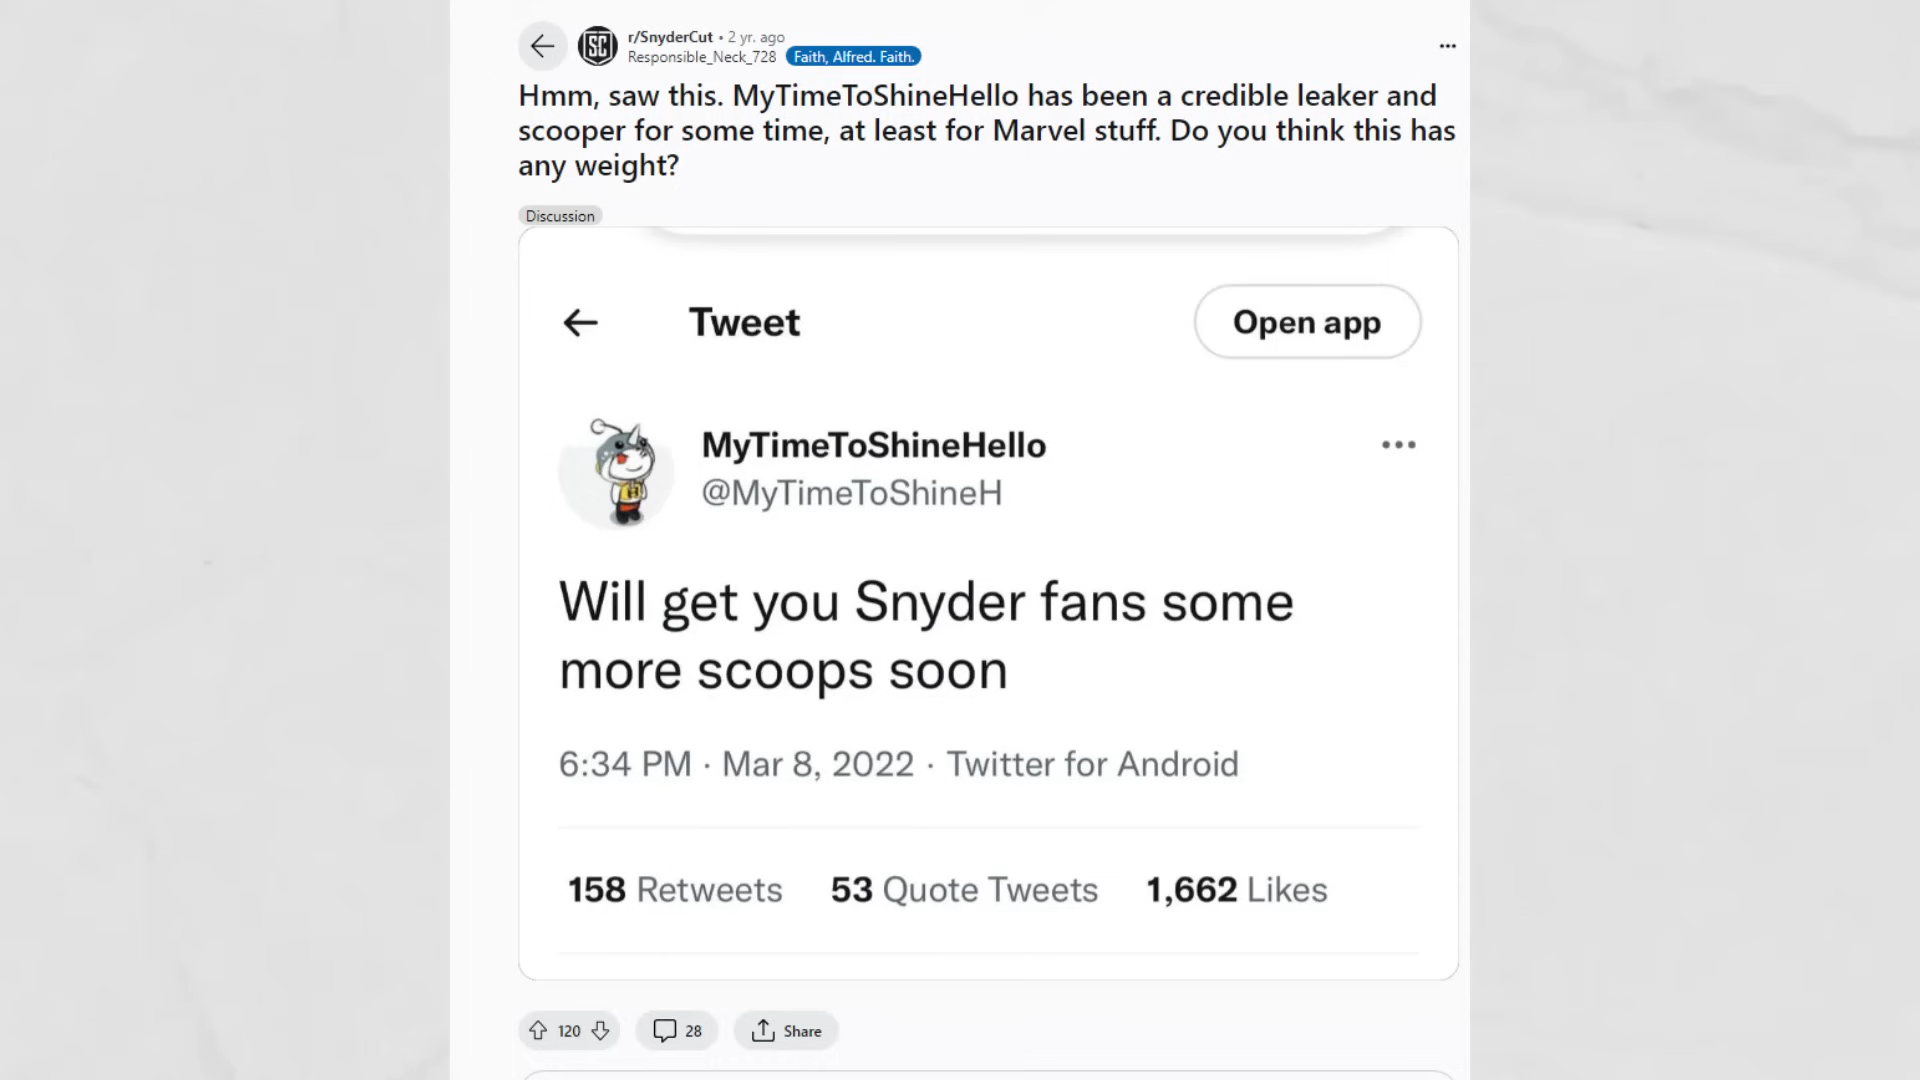 r/SnyderCut • 2 yr. ago
Responsible_Neck_728 Faith, Alfred. Faith.
Hmm, saw this. MyTimeToShineHello has been a credible leaker and
scooper for some time, at least for Marvel stuff. Do you think this has
any weight?
Discussion
Tweet
Open app
MyTimeToShineHello
@MyTimeToShineH
Will get you Snyder fans some
more scoops soon
6:34 PM · Mar 8, 2022 · Twitter for Android
158 Retweets 53 Quote Tweets 1,662 Likes
120 28 Share